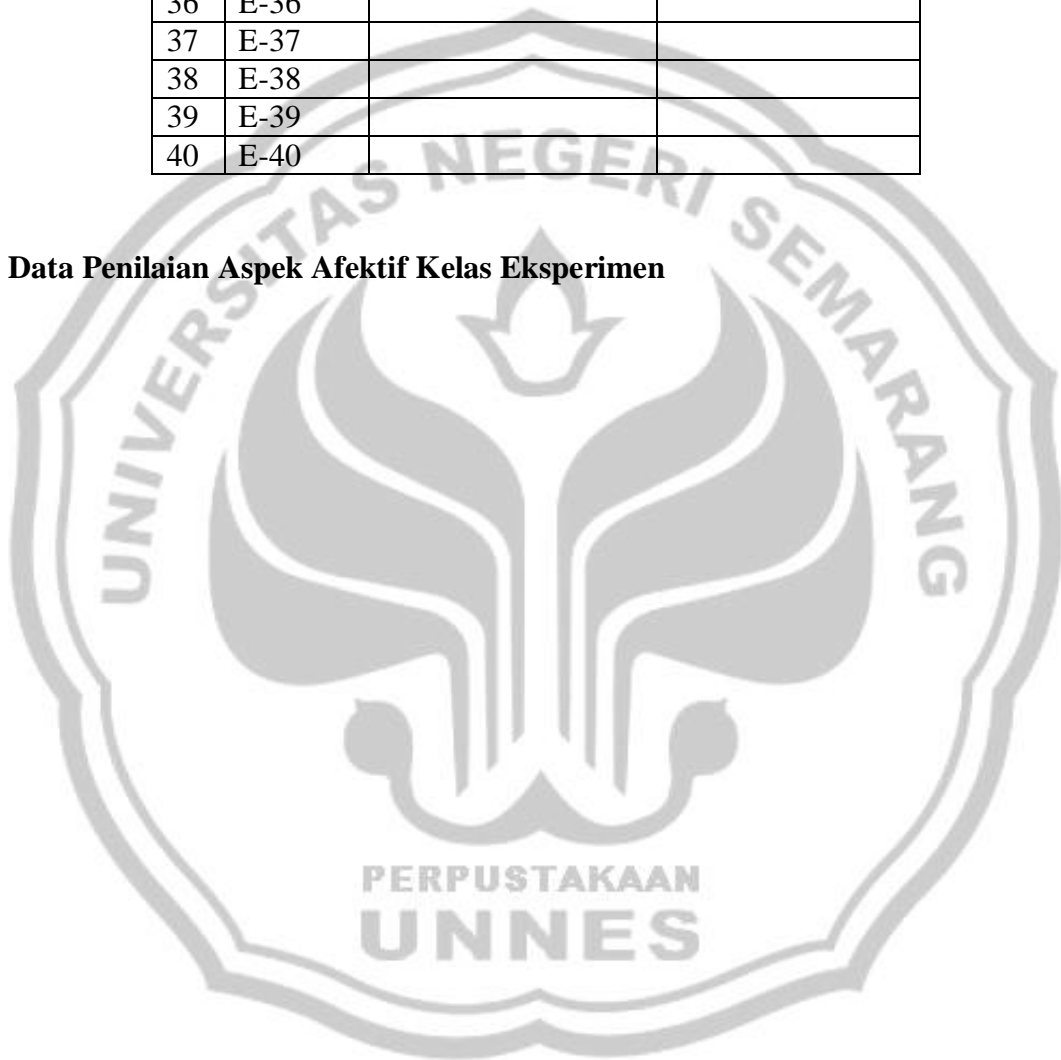 36 E-36
37 E-37
38 E-38
39 E-39
40 E-40
Data Penilaian Aspek Afektif Kelas Eksperimen
UNIVERSITAS NEGERI SEMARANG
PERPUSTAKAAN
UNNES